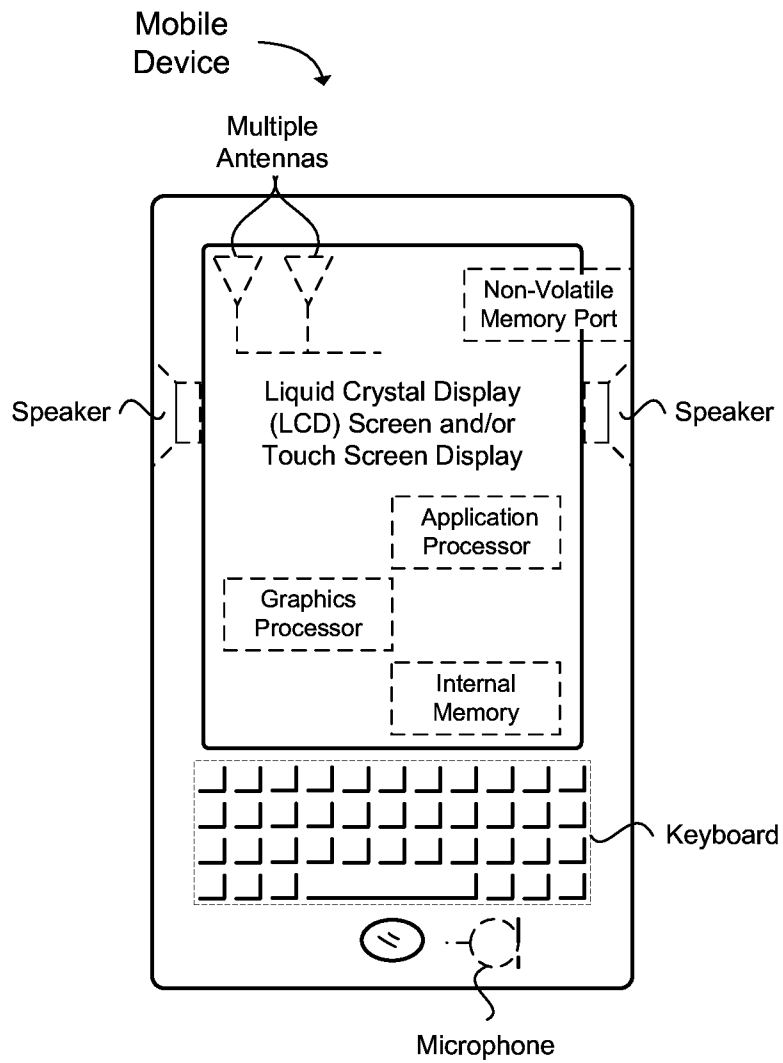 Mobile
Device
Multiple
Antennas
Non-Volatile
Memory Port
Speaker
Liquid Crystal Display
(LCD) Screen and/or
Touch Screen Display
Speaker
Application
Processor
Graphics
Processor
Internal
Memory
Keyboard
Microphone